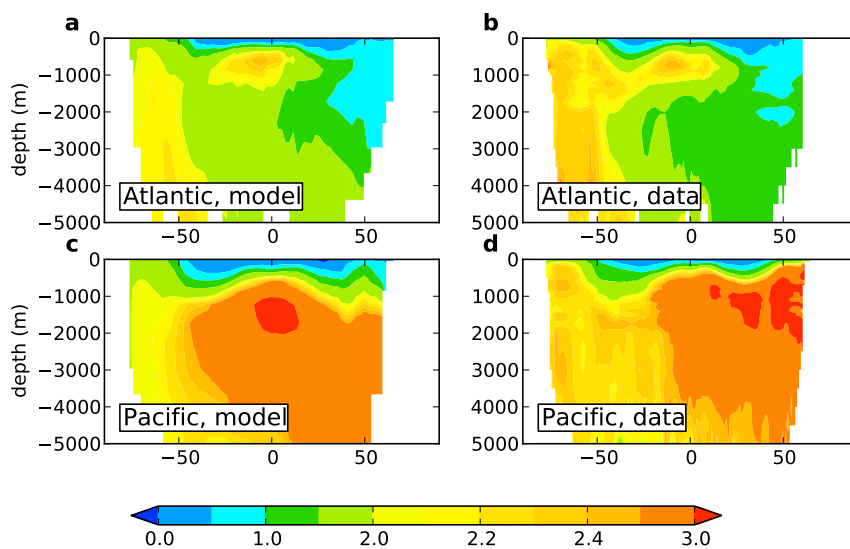 a b
0 0
−1000 −1000
−2000 −2000
−3000 −3000
−4000 −4000
−5000 5000
depth (m)
Atlantic, model Atlantic, data
−50 0 50 −50 0 50
c d
0 0
−1000 1000
−2000 2000
−3000 3000
−4000 4000
−5000 5000
depth (m)
Pacific, model Pacific, data
−50 0 50 −50 0 50
0.0 1.0 2.0 2.2 2.4 3.0